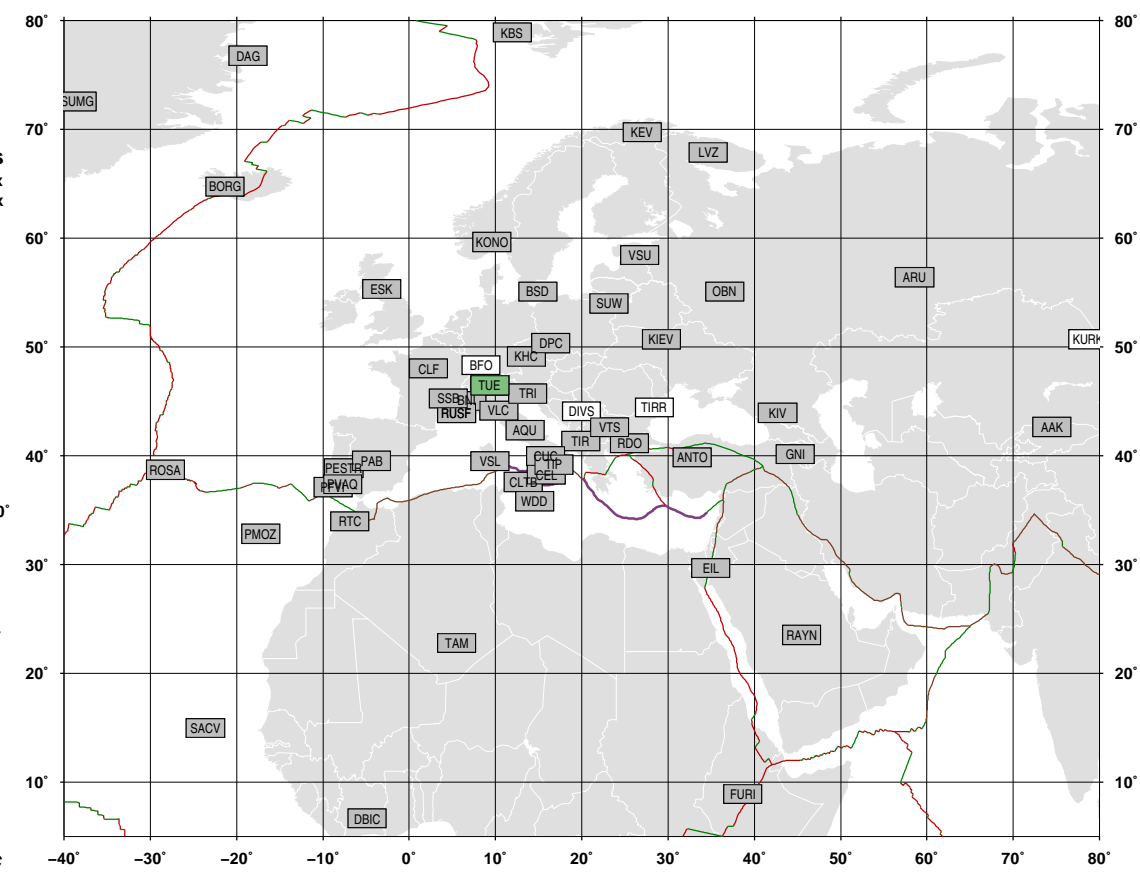 80° 80°
KBS
DAG
SUMG
70° 70°
KEV
LVZ
s
x
BORG
x
60° 60°
KONO
VSU
ARU
ESK
BSD
OBN
SUW
KURK
KIEV
50° 50°
DPC
KHC
BFO
CLF
TUE
TRI
SSB
BN
TIRR
VLC
DIVS
KIV
RUSF
VTS
AAK
AQU
TIR
RDO
GNI
40° 40°
CUC
ANTO
PAB
VSL
TIP
PESTR
ROSA
CEL
CLTB
PVAQ
WDD
0°
RTC
PMOZ
30° 30°
EIL
RAYN
TAM
20° 20°
SACV
10° 10°
FURI
DBIC
−40° −30° −20° −10° 0° 10° 20° 30° 40° 50° 60° 70° 80°